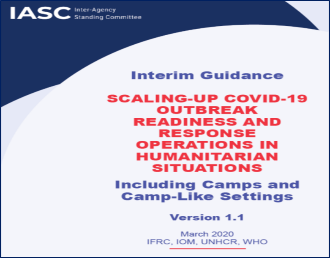 IASC Inter-Agency
Standing Committee
Interim Guidance
SCALING-UP COVID-19
OUTBREAK
READINESS AND
RESPONSE
OPERATIONS IN
HUMANITARIAN
SITUATIONS
Including Camps and
Camp-Like Settings
Version 1.1
March 2020
IFRC, IOM, UNHCR, WHO